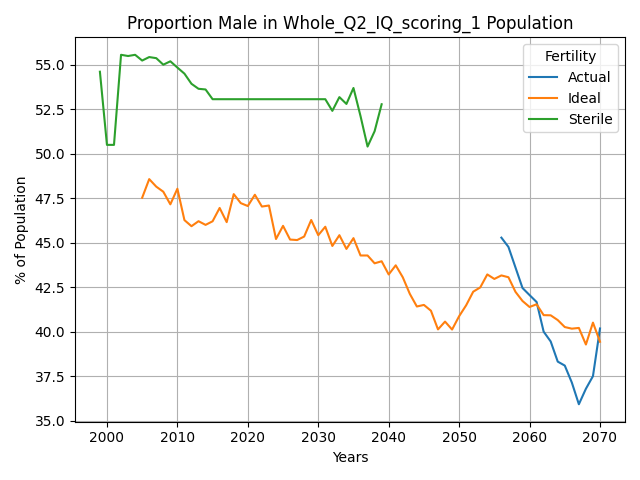 Proportion Male in Whole_Q2_IQ_scoring_1 Population
Fertility
Actual
Ideal
Sterile
% of Population
55.0
52.5
50.0
47.5
45.0
42.5
40.0
37.5
35.0
2000 2010 2020 2030 2040 2050 2060 2070
Years